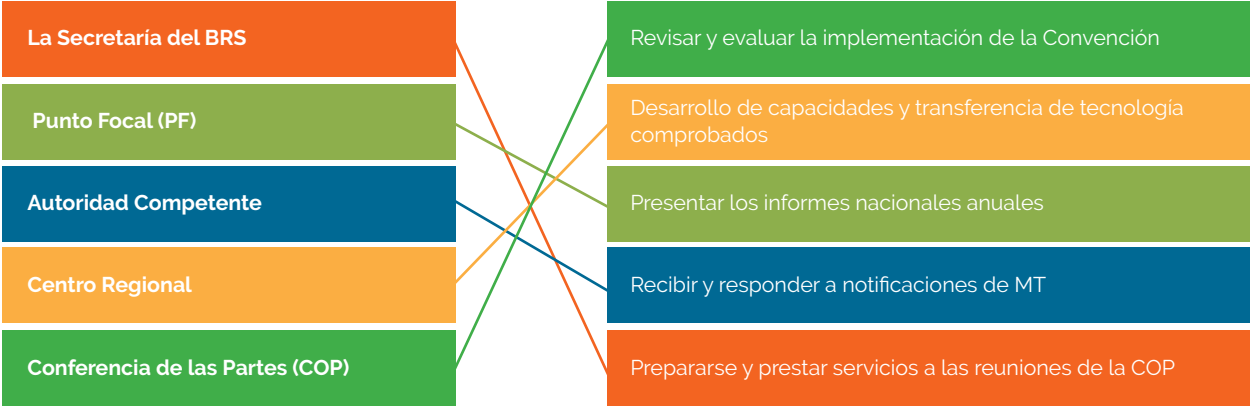 La Secretaría del BRS
Revisar y evaluar la implementación de la Convención
Punto Focal (PF)
Desarrollo de capacidades y transferencia de tecnología
comprobados
Autoridad Competente
Presentar los informes nacionales anuales
Centro Regional
Recibir y responder a notificaciones de MT
Conferencia de las Partes (COP)
Prepararse y prestar servicios a las reuniones de la COP